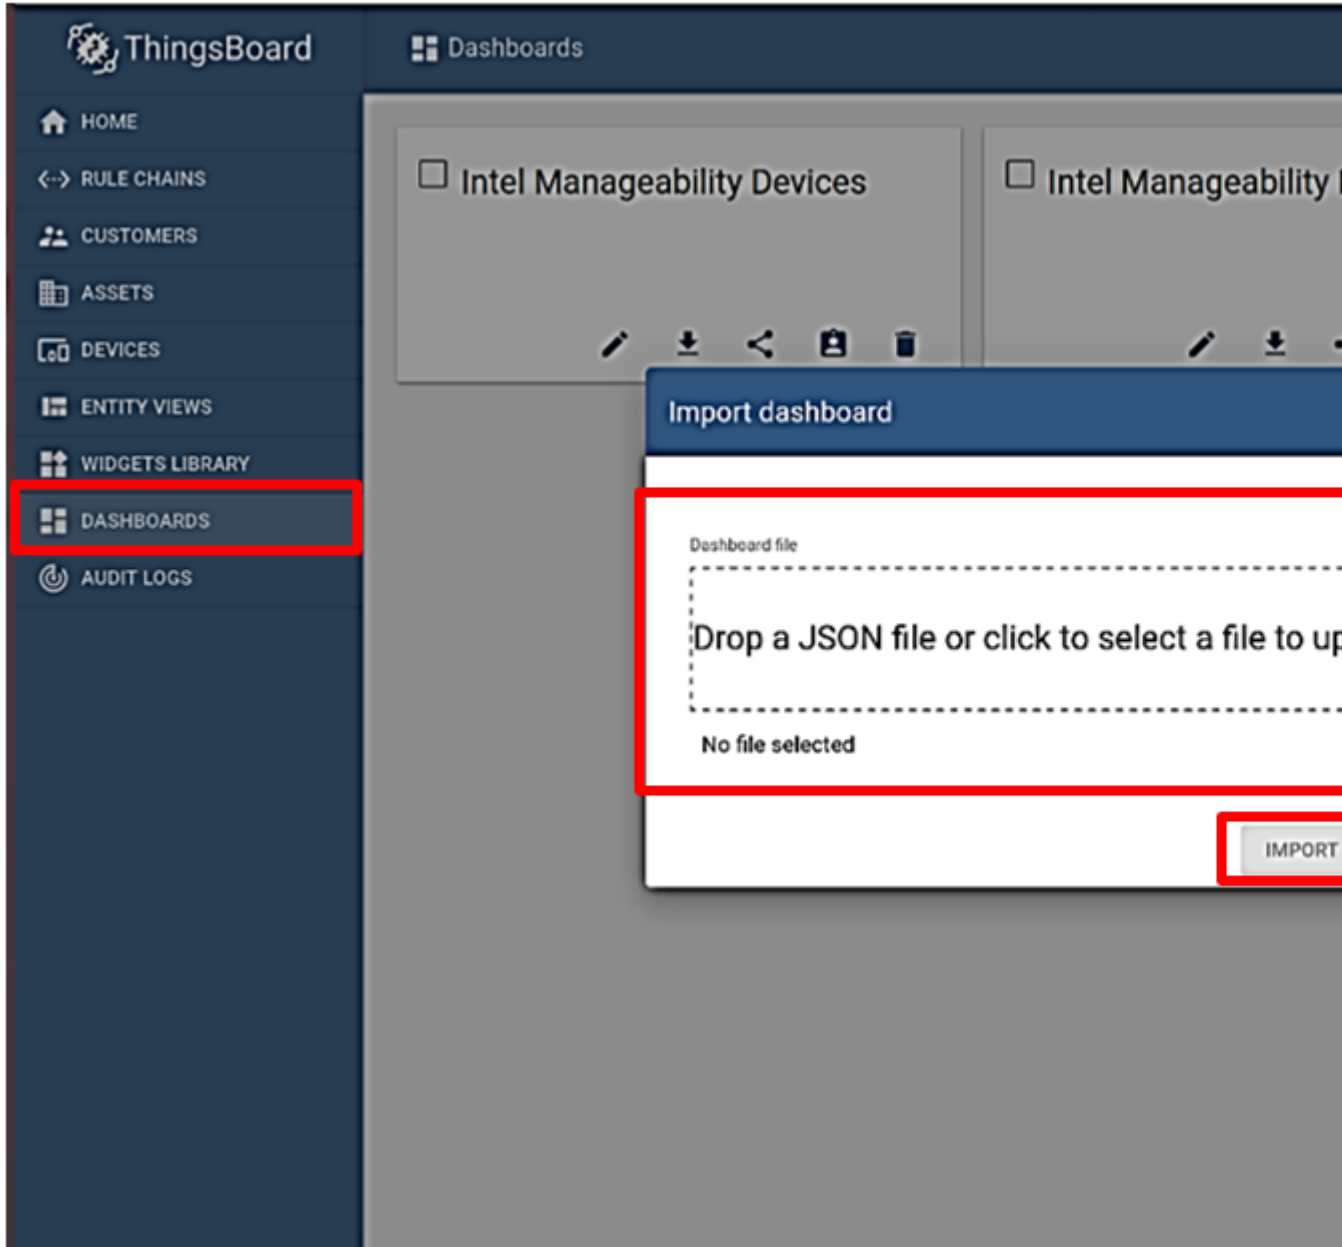 ThingsBoard
Dashboards
HOME
RULE CHAINS
CUSTOMERS
ASSETS
DEVICES
ENTITY VIEWS
WIDGETS LIBRARY
DASHBOARDS
AUDIT LOGS
Intel Manageability Devices
Intel Manageability
Import dashboard
Dashboard file
Drop a JSON file or click to select a file to up
No file selected
IMPORT